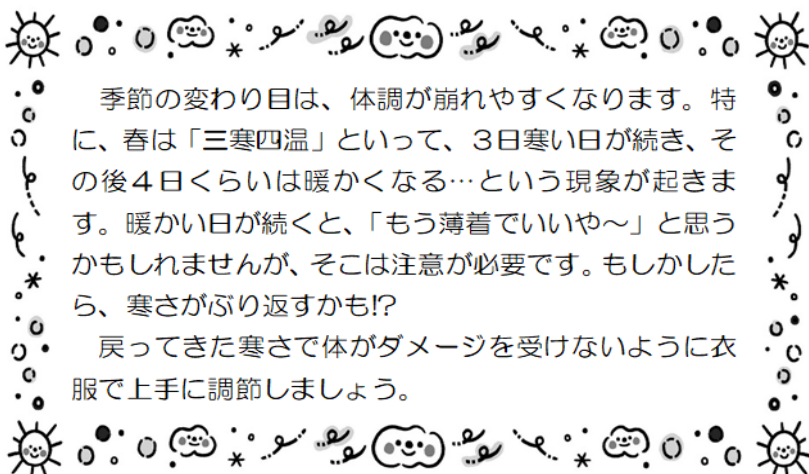 季節の変わり目は、体調が崩れやすくなります。特
に、春は「三寒四温」といって、３日寒い日が続き、そ
の後４日くらいは暖かくなる…という現象が起きま
す。暖かい日が続くと、「もう薄着でいいや～」と思う
かもしれませんが、そこは注意が必要です。もしかした
ら、寒さがぶり返すかも!?
　戻ってきた寒さで体がダメージを受けないように衣
服で上手に調節しましょう。